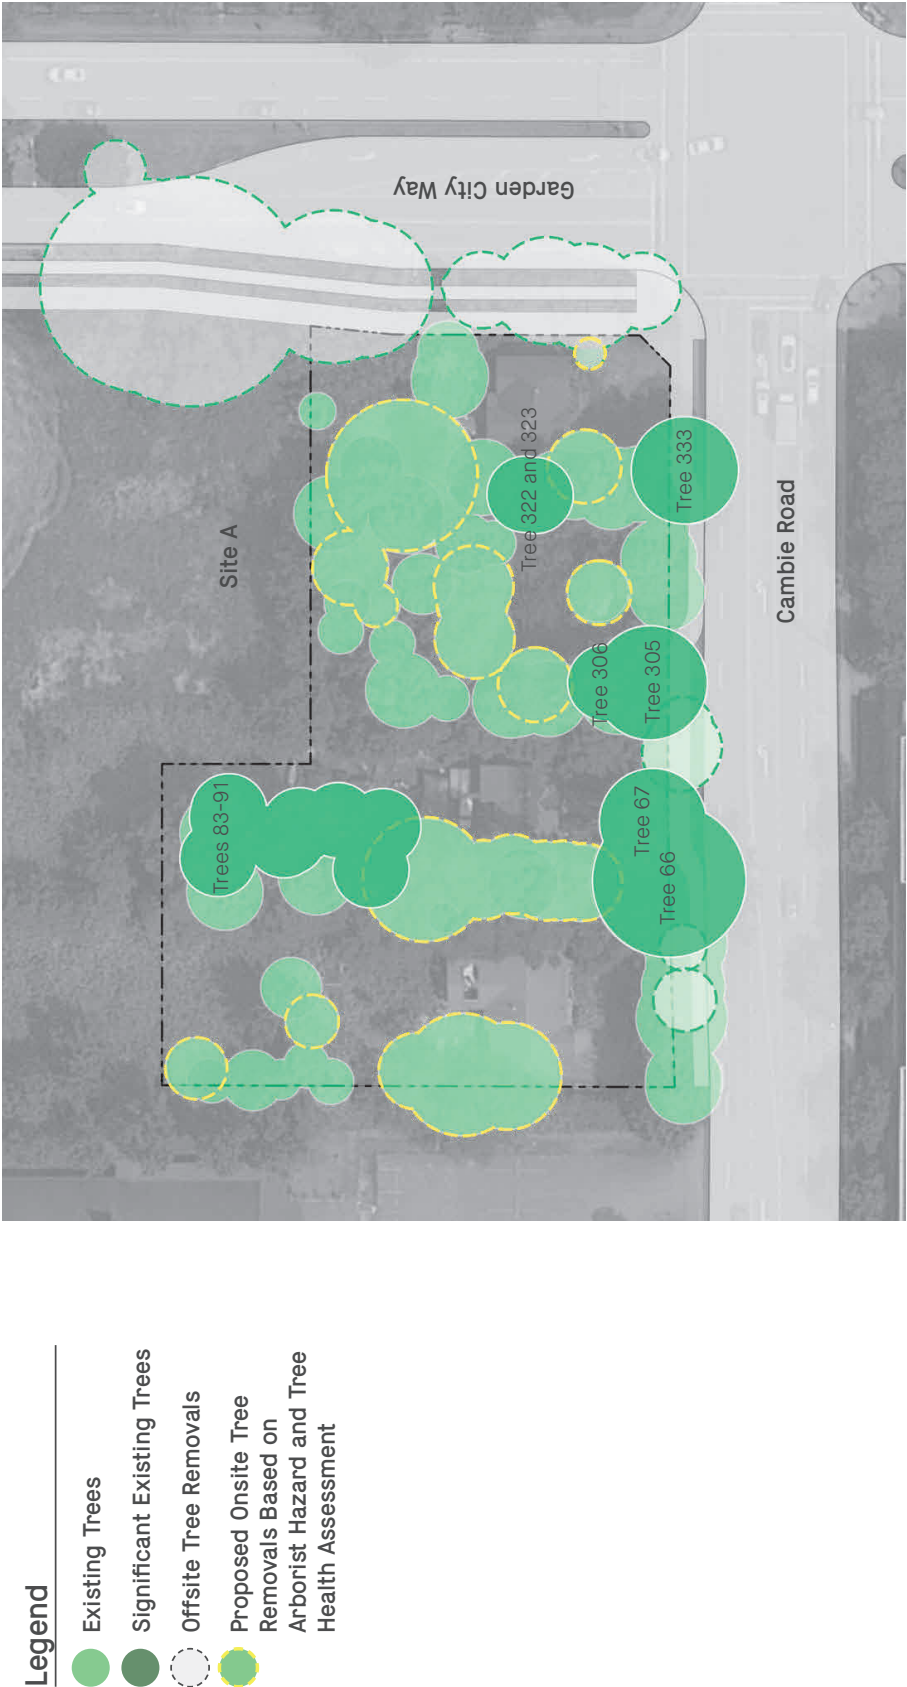 Garden City Way
Site A
Tree 322 and 323
Tree 333
Cambie Road
Tree 306
Tree 305
Trees 83-91
Tree 67
Tree 66
Legend
Existing Trees
Significant Existing Trees
Offsite Tree Removals
Proposed Onsite Tree
Removals Based on
Arborist Hazard and Tree
Health Assessment